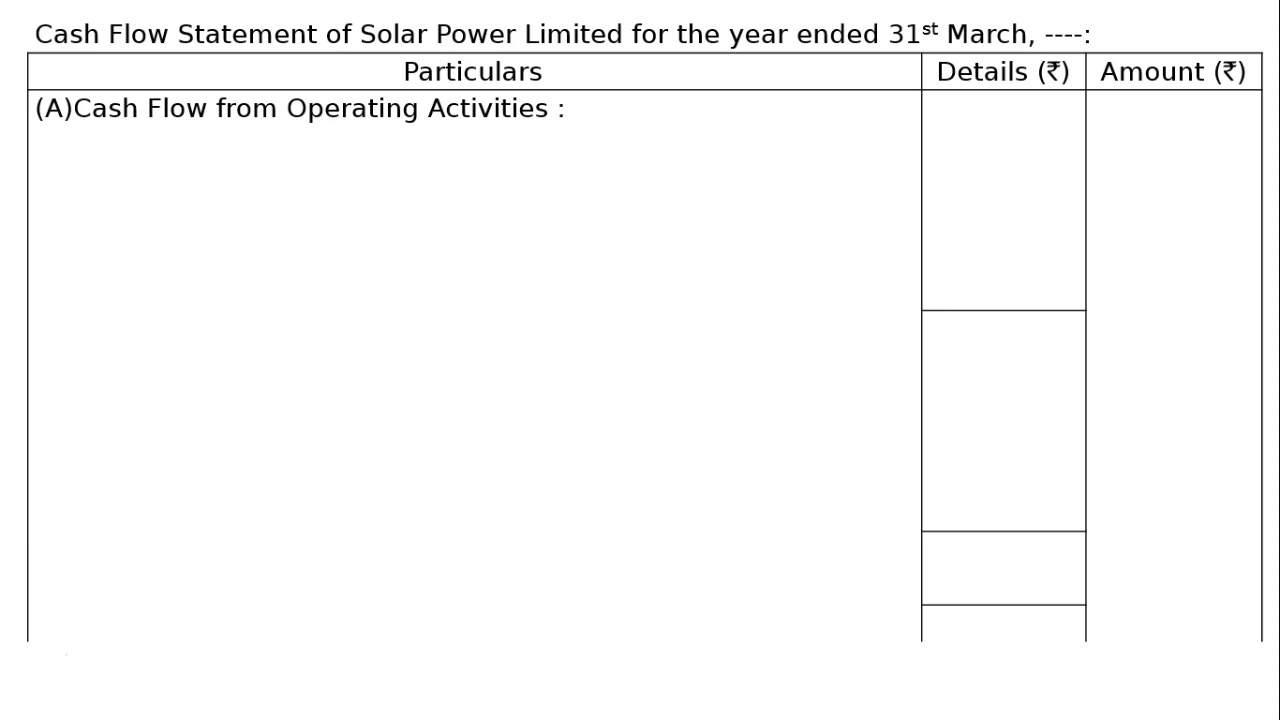 Cash Flow Statement of Solar Power Limited for the year ended 31st March, ----:
Particulars Details (₹) Amount (₹)
(A)Cash Flow from Operating Activities :